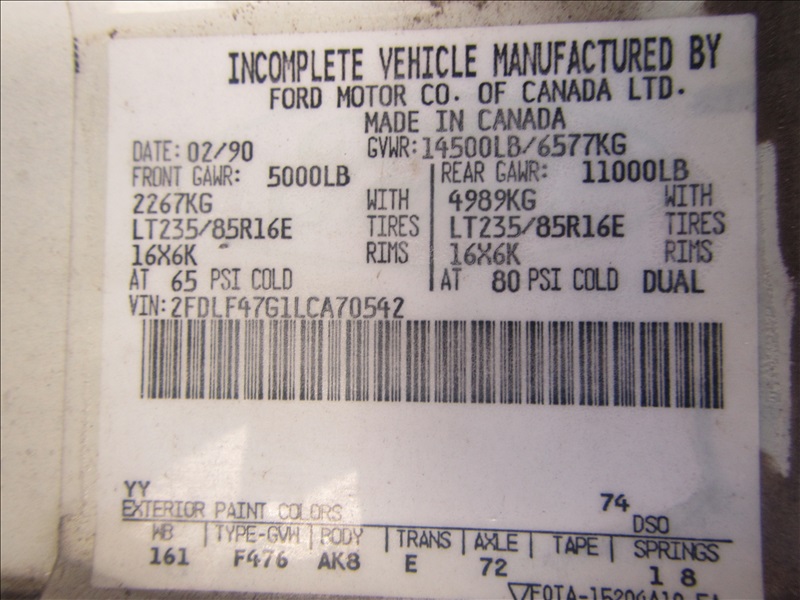 INCOMPLETE VEHICLE MANUFACTURED BY
FORD MOTOR CO. OF CANADA LTD.
MADE IN CANADA
DATE: 02/90 GVWR: 14500LB/6577KG
FRONT GAWR: 5000LB REAR GAWR: 11000LB
2267KG WITH 4989KG WITH
LT235/85R16E TIRES LT235/85R16E TIRES
16X6K RIMS 16X6K RIMS
AT 65 PSI COLD AT 80 PSI COLD DUAL
VIN: 2FDLF47G1LCA70542
YY 74
EXTERIOR PAINT COLORS DSO
WB TYPE-GVW BODY TRANS AXLE TAPE SPRINGS
161 F476 AK8 E 72 1 8